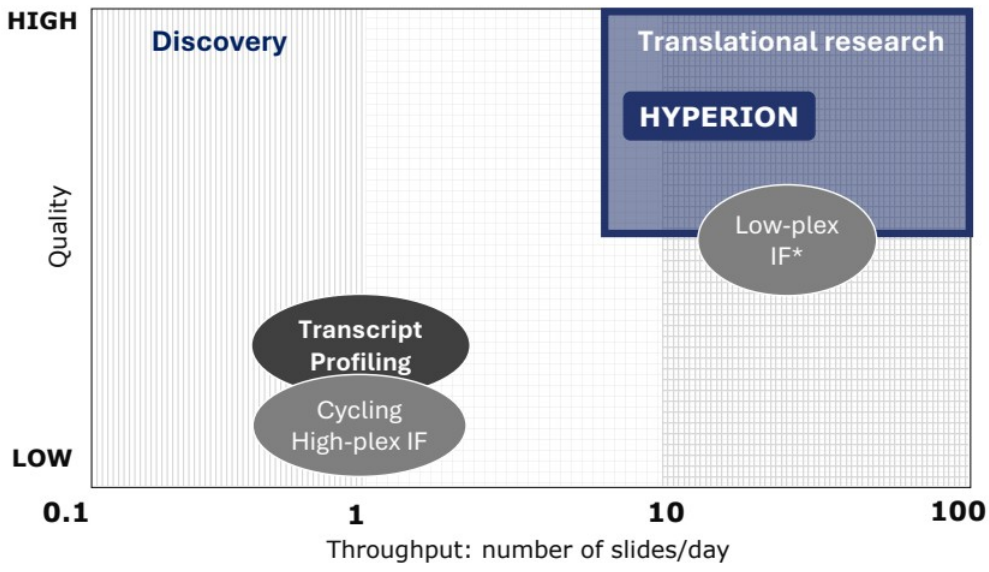 HIGH
Discovery
Translational research
HYPERION
Quality
Low-plex
IF*
Transcript
Profiling
Cycling
High-plex IF
LOW
0.1
1
10
100
Throughput: number of slides/day